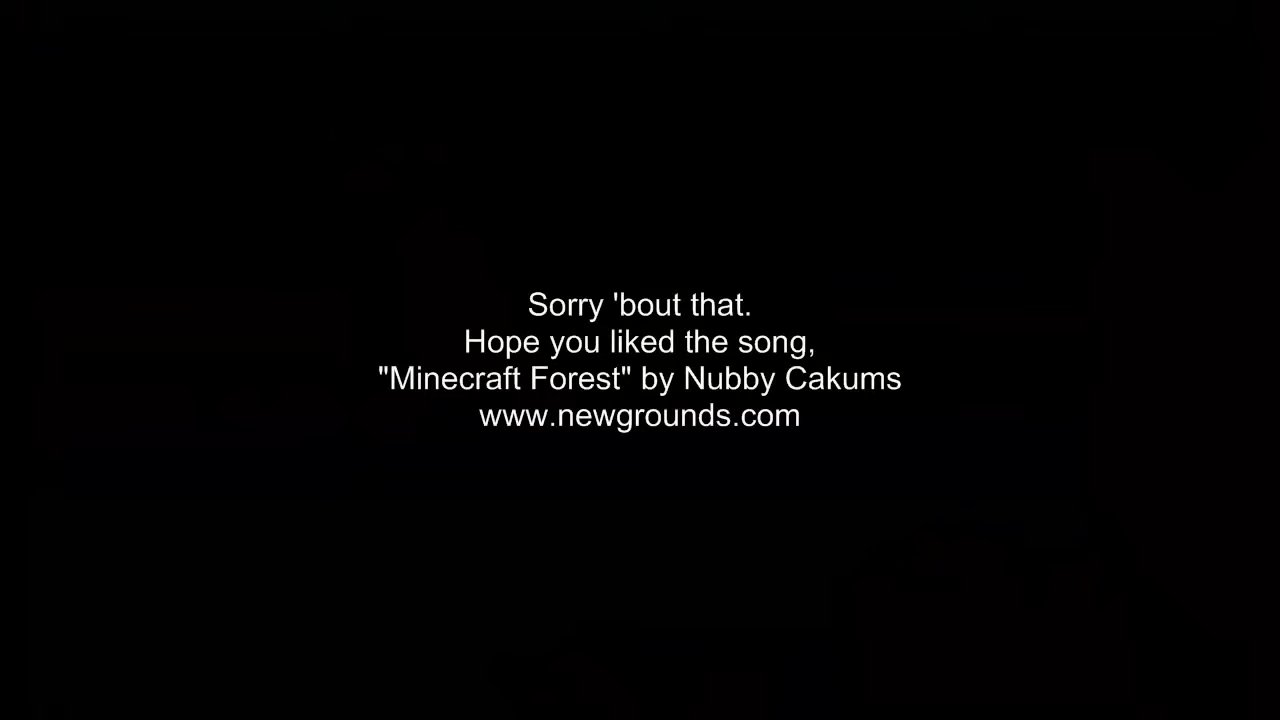 Sorry 'bout that.
Hope you liked the song,
"Minecraft Forest" by Nubby Cakums
www.newgrounds.com